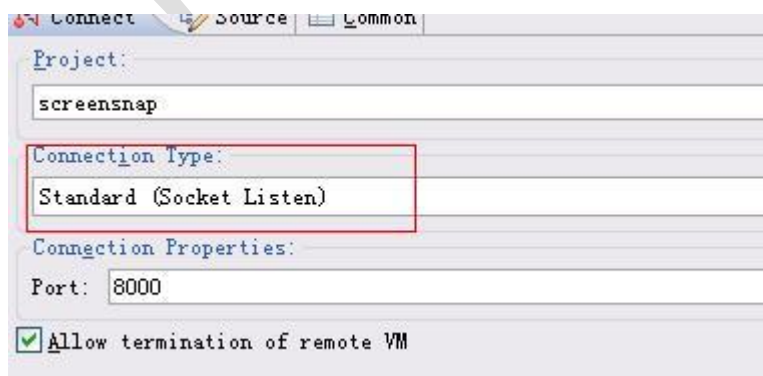 Connect Source Common
Project:
screensnap
Connection Type:
Standard (Socket Listen)
Connection Properties:
Port: 8000
Allow termination of remote VM